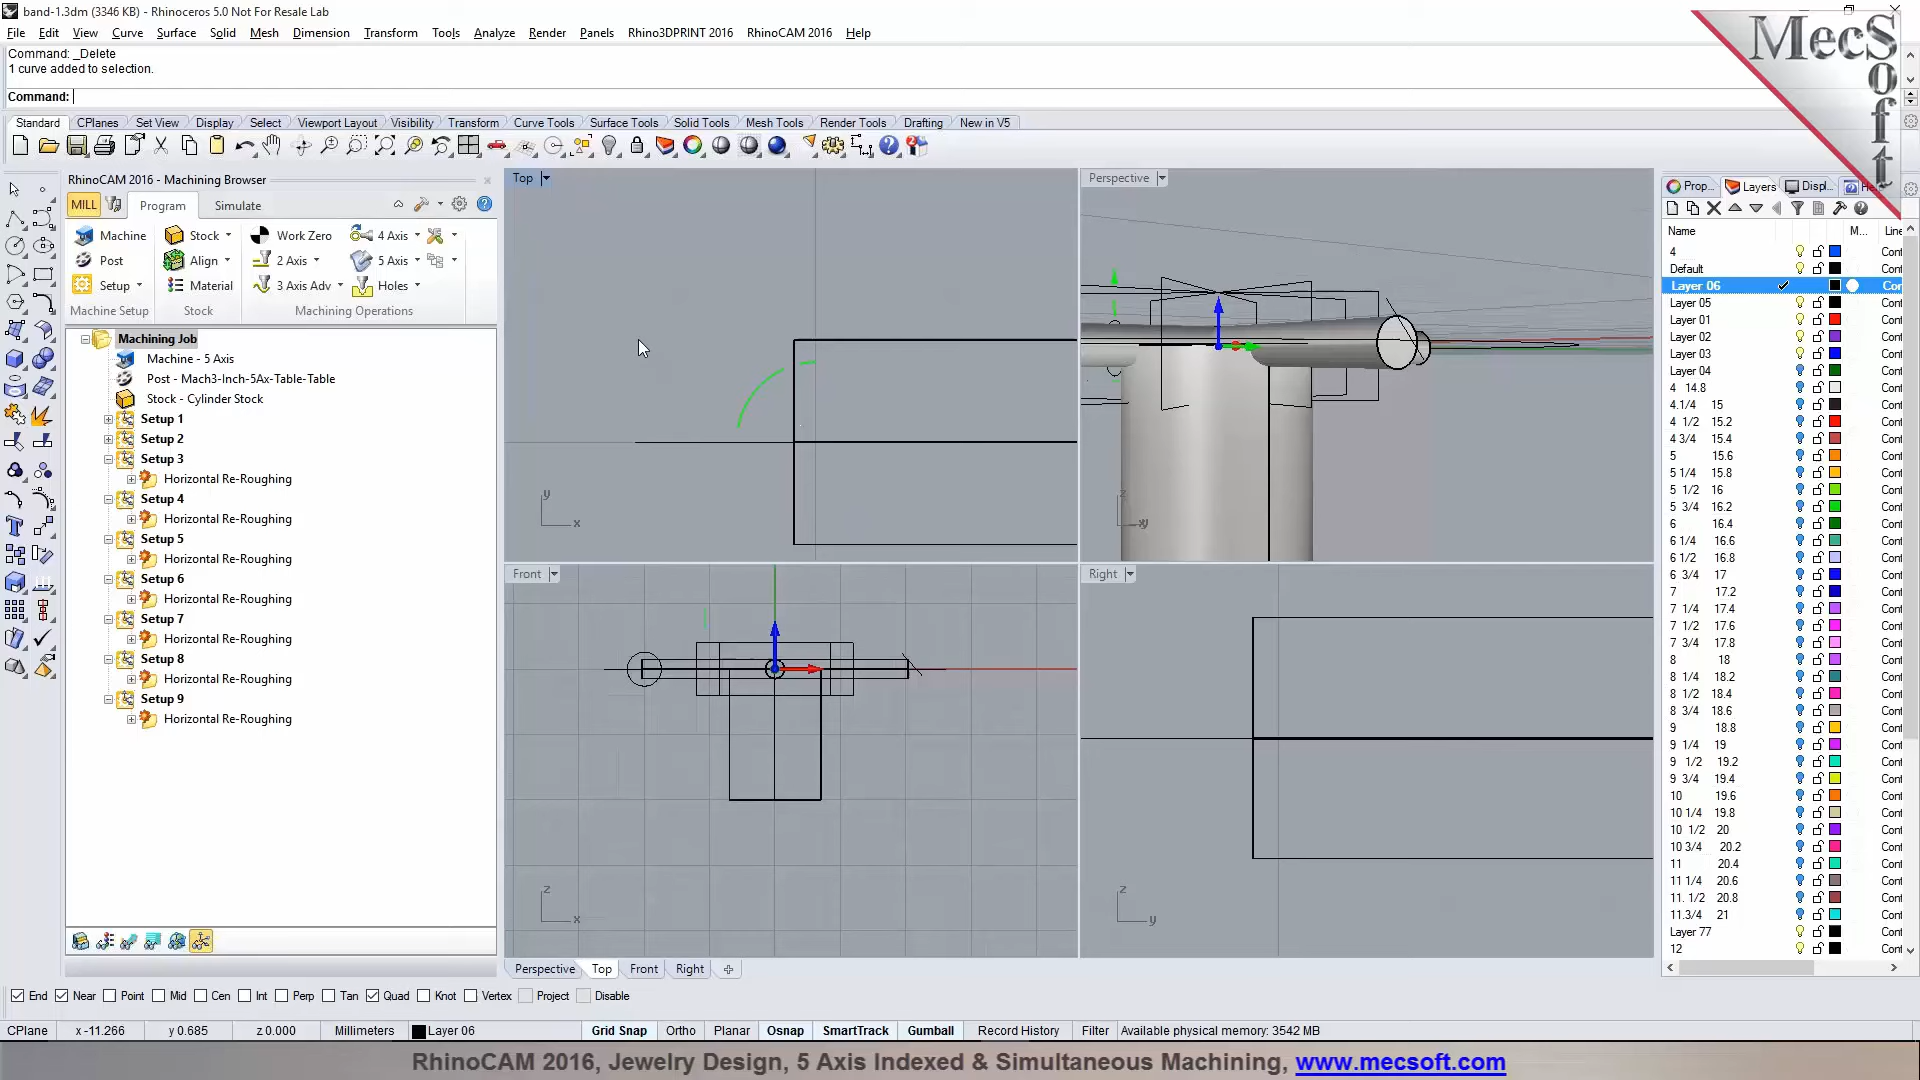 band-1.3dm (3346 KB) - Rhinoceros 5.0 Not For Resale Lab
File Edit View Curve Surface Solid Mesh Dimension Transform Tools Analyze Render Panels Rhino3DPRINT 2016 RhinoCAM 2016 Help
Command: _Delete
1 curve added to selection.
Command:
MecSoft
Standard CPlanes Set View Display Select Viewport Layout Visibility Transform Curve Tools Surface Tools Solid Tools Mesh Tools Render Tools Drafting New in V5
RhinoCAM 2016 - Machining Browser
MILL Program Simulate
Machine Stock Work Zero 4 Axis
Post Align 2 Axis 5 Axis
Setup Material 3 Axis Adv Holes
Machine Setup Stock Machining Operations
Machining Job
Machine - 5 Axis
Post - Mach3-Inch-5Ax-Table-Table
Stock - Cylinder Stock
Setup 1
Setup 2
Setup 3
Horizontal Re-Roughing
Setup 4
Horizontal Re-Roughing
Setup 5
Horizontal Re-Roughing
Setup 6
Horizontal Re-Roughing
Setup 7
Horizontal Re-Roughing
Setup 8
Horizontal Re-Roughing
Setup 9
Horizontal Re-Roughing
Top
y
x
Perspective
z
Front
z
x
Right
z
y
Perspective Top Front Right
Prop... Layers Displ...
Name M... Line
4
Default
Layer 06
Layer 05
Layer 01
Layer 02
Layer 03
Layer 04
4 14.8
4.1/4 15
4 1/2 15.2
4 3/4 15.4
5 15.6
5 1/4 15.8
5 1/2 16
5 3/4 16.2
6 16.4
6 1/4 16.6
6 1/2 16.8
6 3/4 17
7 17.2
7 1/4 17.4
7 1/2 17.6
7 3/4 17.8
8 18
8 1/4 18.2
8 1/2 18.4
8 3/4 18.6
9 18.8
9 1/4 19
9 1/2 19.2
9 3/4 19.4
10 19.6
10 1/4 19.8
10 1/2 20
10 3/4 20.2
11 20.4
11 1/4 20.6
11. 1/2 20.8
11.3/4 21
Layer 77
12
End Near Point Mid Cen Int Perp Tan Quad Knot Vertex Project Disable
CPlane x -11.266 y 0.685 z 0.000 Millimeters Layer 06 Grid Snap Ortho Planar Osnap SmartTrack Gumball Record History Filter Available physical memory: 3542 MB
RhinoCAM 2016, Jewelry Design, 5 Axis Indexed & Simultaneous Machining, www.mecsoft.com